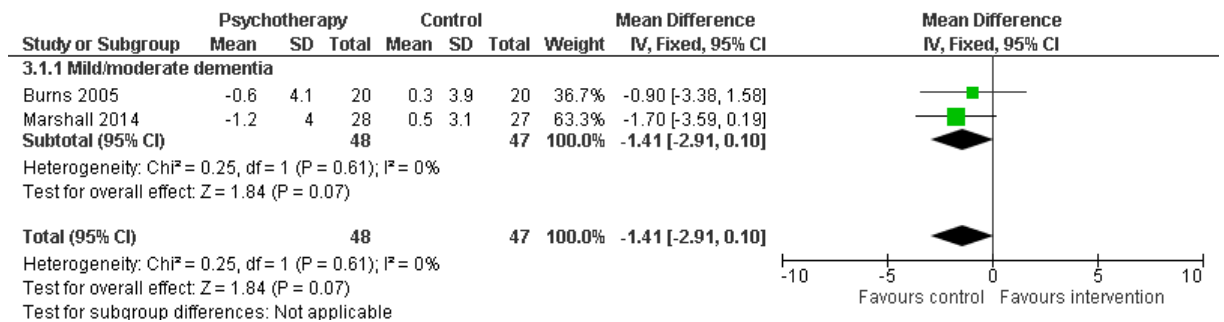 Psychotherapy Control Mean Difference Mean Difference
Study or Subgroup Mean SD Total Mean SD Total Weight IV, Fixed, 95% CI IV, Fixed, 95% CI
3.1.1 Mild/moderate dementia
Burns 2005 -0.6 4.1 20 0.3 3.9 20 36.7% -0.90 [-3.38, 1.58]
Marshall 2014 -1.2 4 28 0.5 3.1 27 63.3% -1.70 [-3.59, 0.19]
Subtotal (95% CI) 48 47 100.0% -1.41 [-2.91, 0.10]
Heterogeneity: Chi² = 0.25, df = 1 (P = 0.61); I² = 0%
Test for overall effect: Z = 1.84 (P = 0.07)
Total (95% CI) 48 47 100.0% -1.41 [-2.91, 0.10]
Heterogeneity: Chi² = 0.25, df = 1 (P = 0.61); I² = 0%
Test for overall effect: Z = 1.84 (P = 0.07)
Test for subgroup differences: Not applicable
-10 -5 0 5 10
Favours control Favours intervention